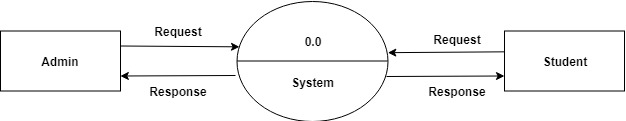 Request
0.0
Request
Admin
Student
System
Response
Response